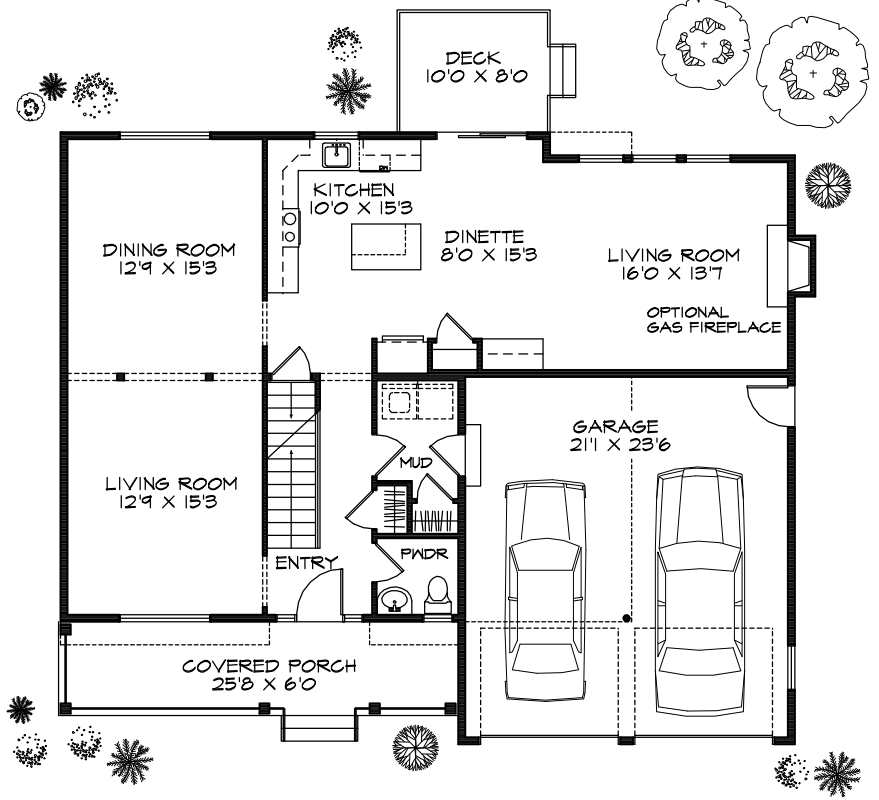 DECK
10'0 X 8'0
KITCHEN
10'0 X 15'3
DINING ROOM
12'9 X 15'3
DINETTE
8'0 X 15'3
LIVING ROOM
16'0 X 13'7
OPTIONAL
GAS FIREPLACE
GARAGE
21'1 X 23'6
LIVING ROOM
12'9 X 15'3
MUD
ENTRY
PWDR
COVERED PORCH
25'8 X 6'0